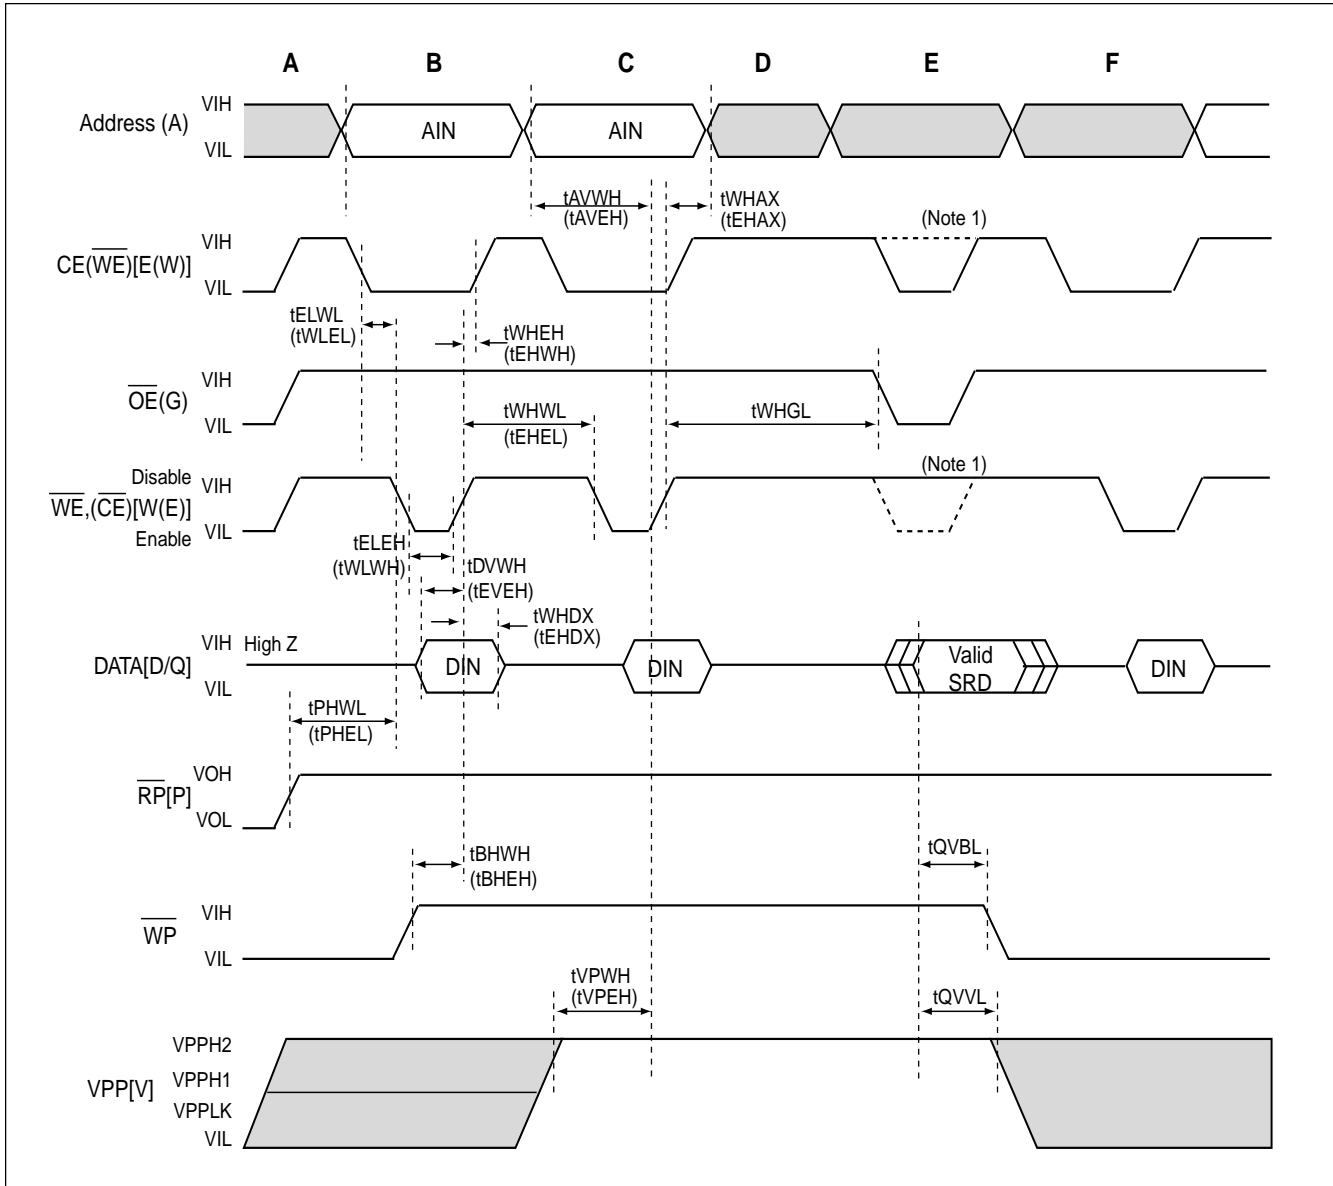 A B C D E F
Address (A) VIH VIL AIN AIN
tAVWH (tAVEH) tWHAX (tEHAX)
CE(WE)[E(W)] VIH VIL (Note 1)
tELWL (tWLEL) tWHEH (tEHWH)
OE(G) VIH VIL
tWHWL (tEHEL) tWHGL
WE,(CE)[W(E)] Disable VIH VIL Enable (Note 1)
tELEH (tWLWH) tDVWH (tEVEH)
tWHDX (tEHDX)
DATA[D/Q] VIH High Z VIL DIN DIN Valid SRD DIN
tPHWL (tPHEL)
RP[P] VOH VOL
tBHWH (tBHEH) tQVBL
WP VIH VIL
tVPWH (tVPEH) tQVVL
VPP[V] VPPH2 VPPH1 VPPLK VIL